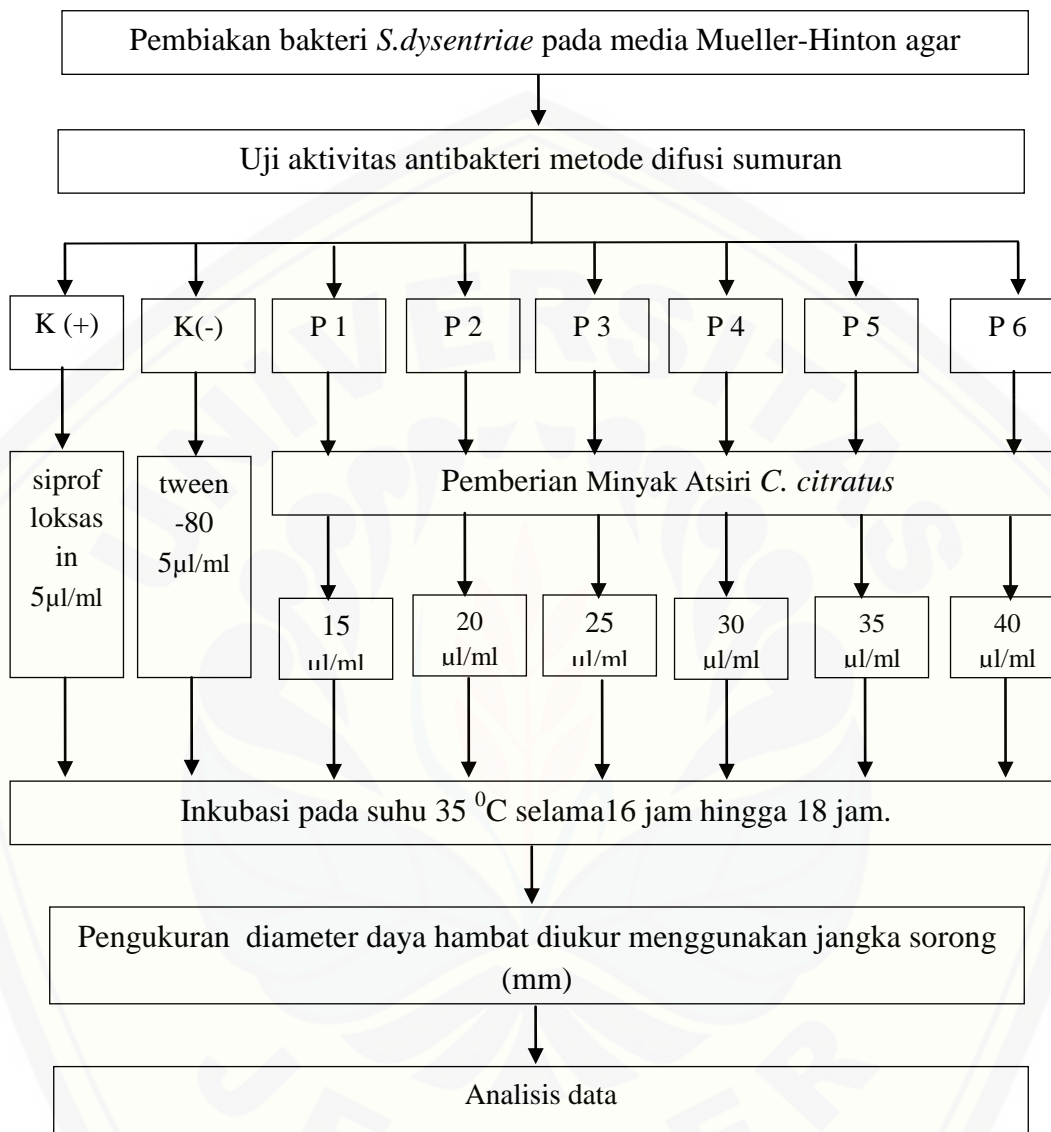 Pembiakan bakteri S.dysentriae pada media Mueller-Hinton agar
Uji aktivitas antibakteri metode difusi sumuran
K (+)
K(-)
P 1
P 2
P 3
P 4
P 5
P 6
siprof
loksas
in
5µl/ml
tween
-80
5µl/ml
Pemberian Minyak Atsiri C. citratus
15
µl/ml
20
µl/ml
25
µl/ml
30
µl/ml
35
µl/ml
40
µl/ml
Inkubasi pada suhu 35 ⁰C selama16 jam hingga 18 jam.
Pengukuran  diameter daya hambat diukur menggunakan jangka sorong
(mm)
Analisis data
UNIVERSITAS
JEMBER